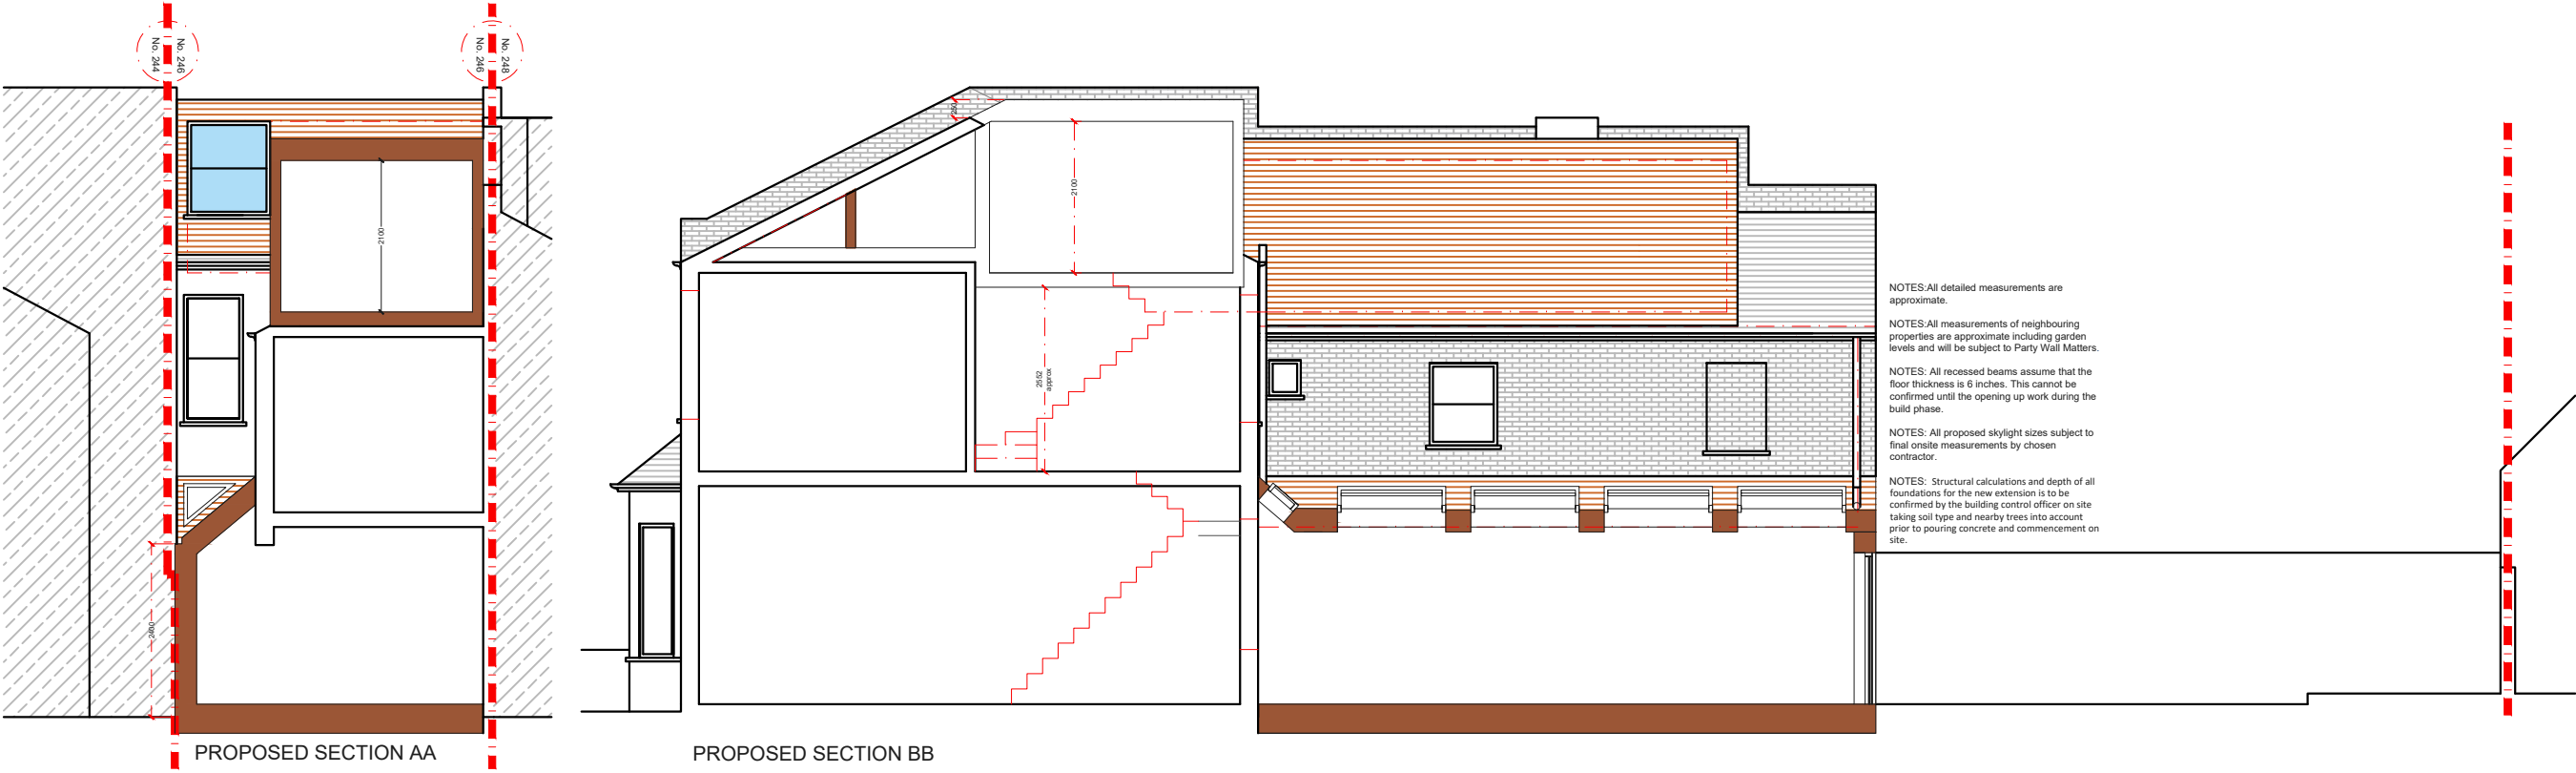 No. 244
No. 246
No. 246
No. 248
2100
2400
PROPOSED SECTION AA
2100
2552
approx
PROPOSED SECTION BB
NOTES:All detailed measurements are
approximate.
NOTES:All measurements of neighbouring
properties are approximate including garden
levels and will be subject to Party Wall Matters.
NOTES: All recessed beams assume that the
floor thickness is 6 inches. This cannot be
confirmed until the opening up work during the
build phase.
NOTES: All proposed skylight sizes subject to
final onsite measurements by chosen
contractor.
NOTES: Structural calculations and depth of all
foundations for the new extension is to be
confirmed by the building control officer on site
taking soil type and nearby trees into account
prior to pouring concrete and commencement on
site.